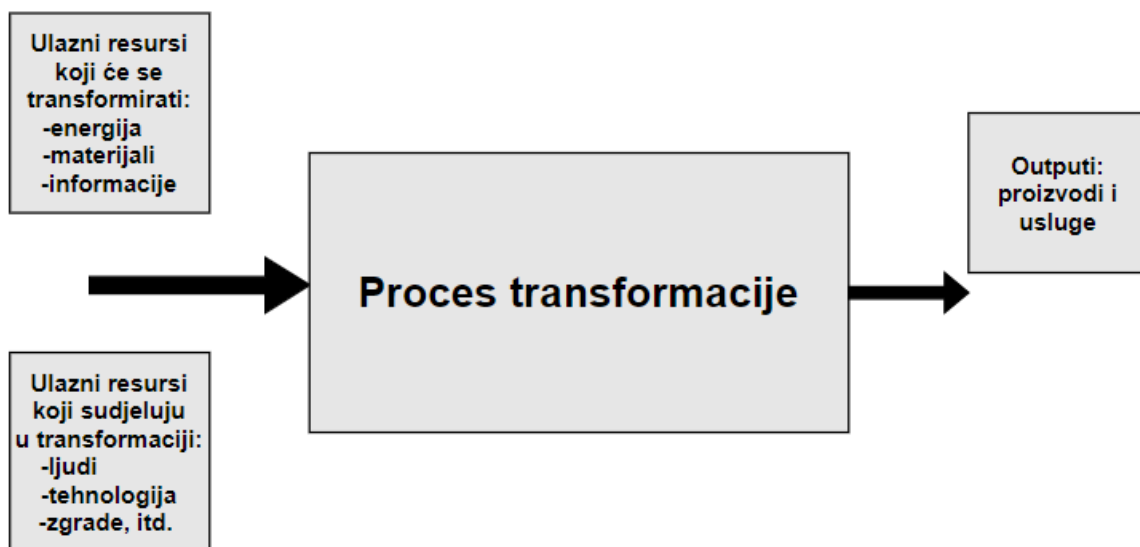 Ulazni resursi
koji će se
transformirati:
-energija
-materijali
-informacije
Ulazni resursi
koji sudjeluju
u transformaciji:
-ljudi
-tehnologija
-zgrade, itd.
Proces transformacije
Outputi:
proizvodi i
usluge